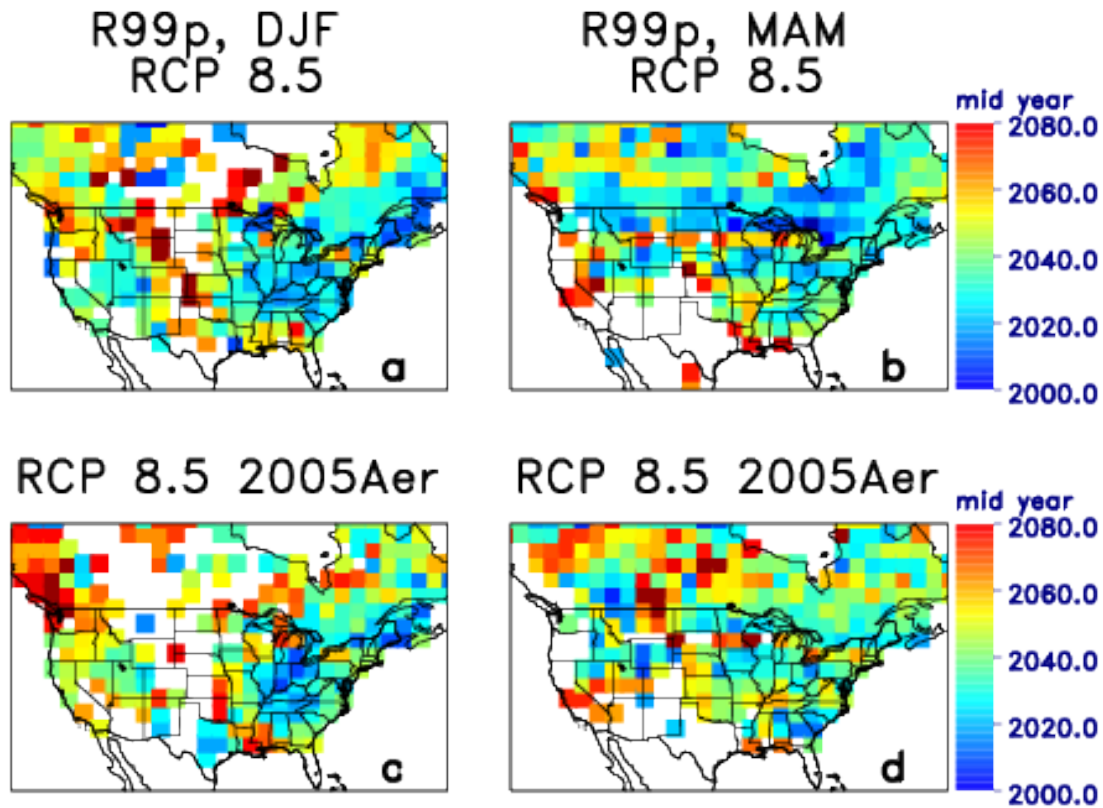 R99p, DJF
RCP 8.5
R99p, MAM
RCP 8.5
mid year
2080.0
2060.0
2040.0
2020.0
2000.0
a
b
RCP 8.5 2005Aer
RCP 8.5 2005Aer
mid year
2080.0
2060.0
2040.0
2020.0
2000.0
c
d